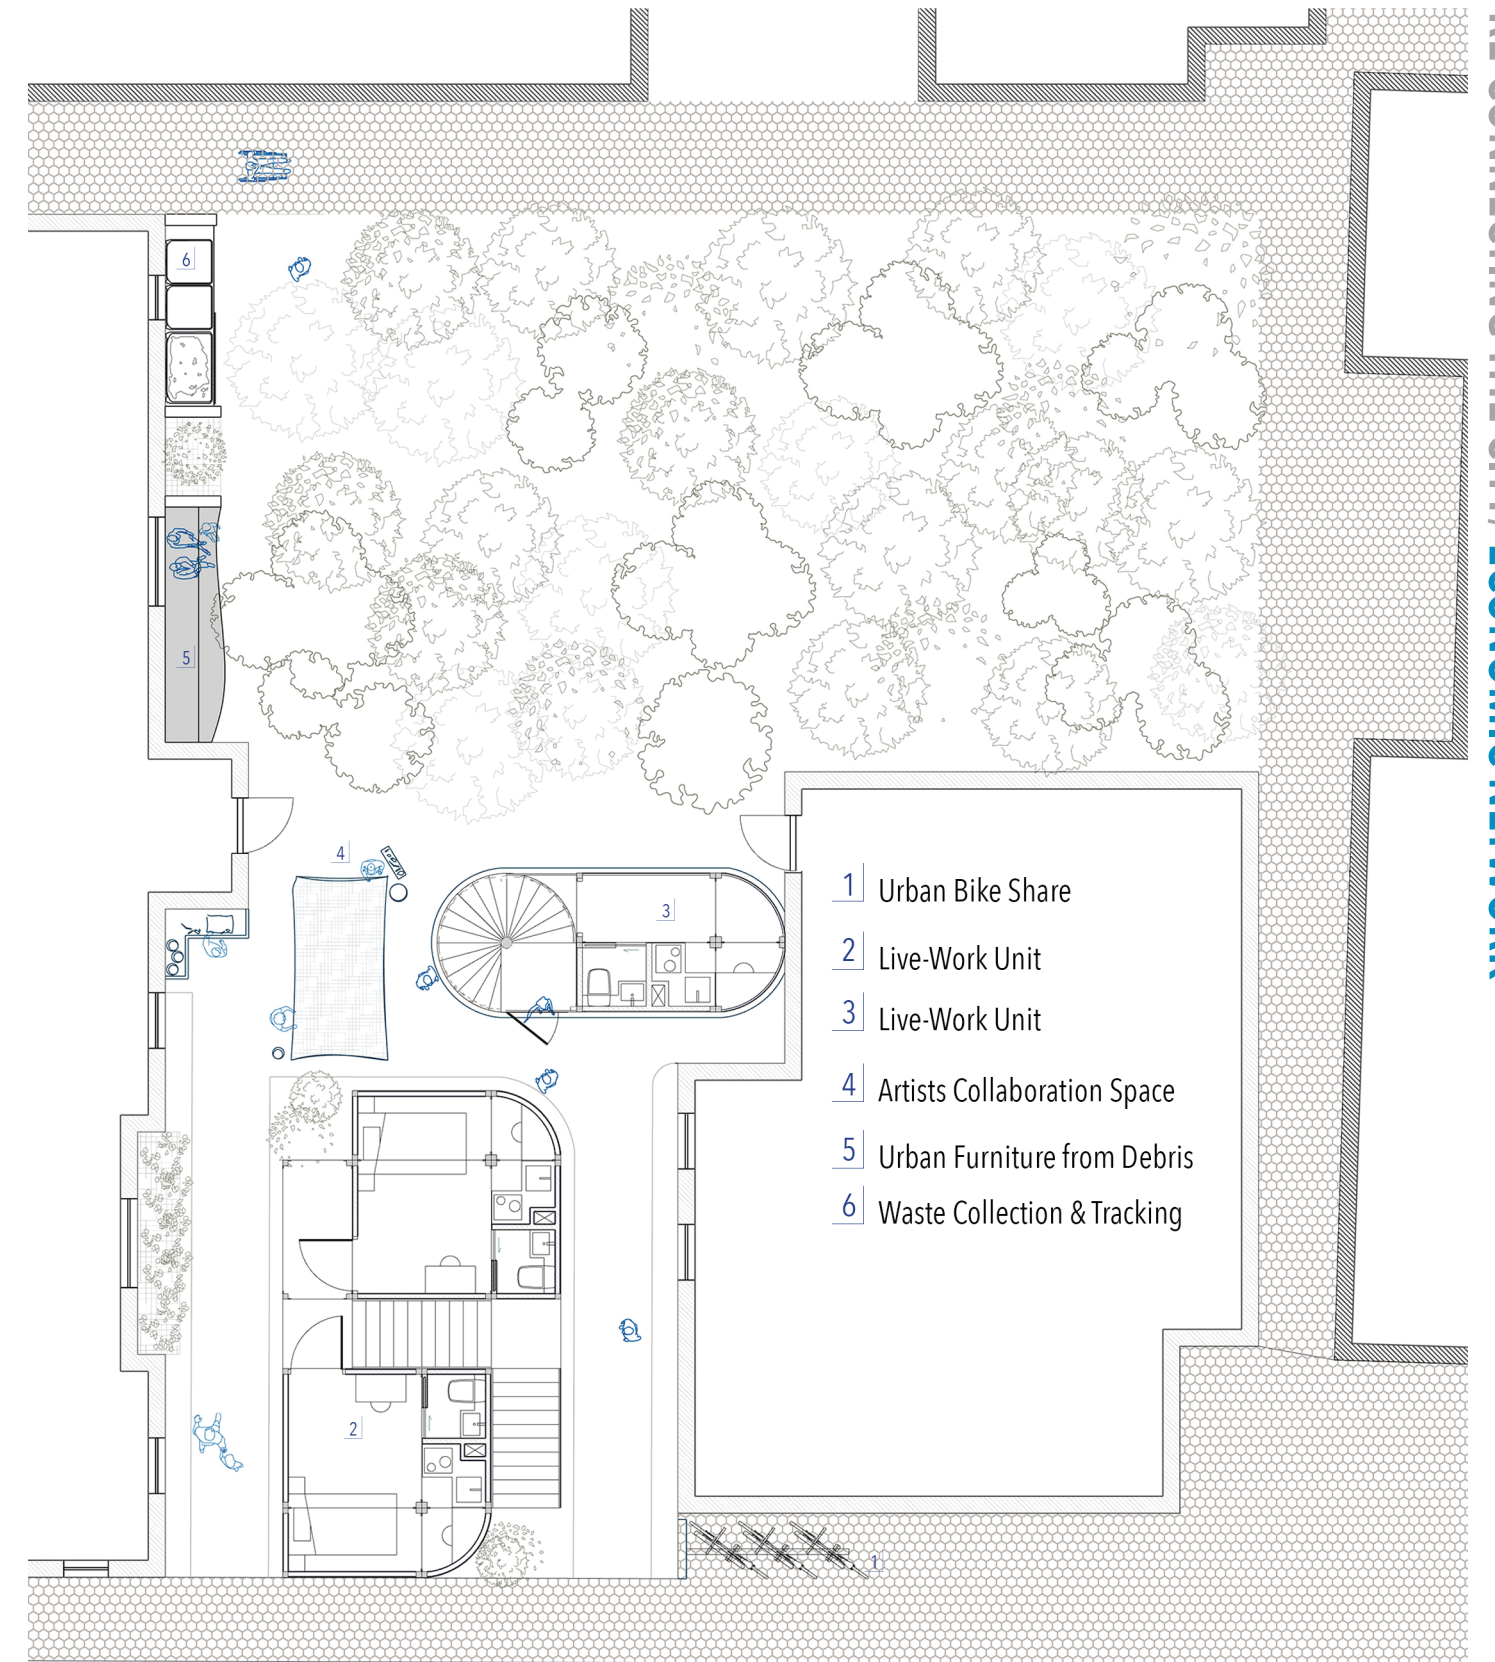 6
5
4
3
1 Urban Bike Share
2 Live-Work Unit
3 Live-Work Unit
4 Artists Collaboration Space
5 Urban Furniture from Debris
6 Waste Collection & Tracking
2
1